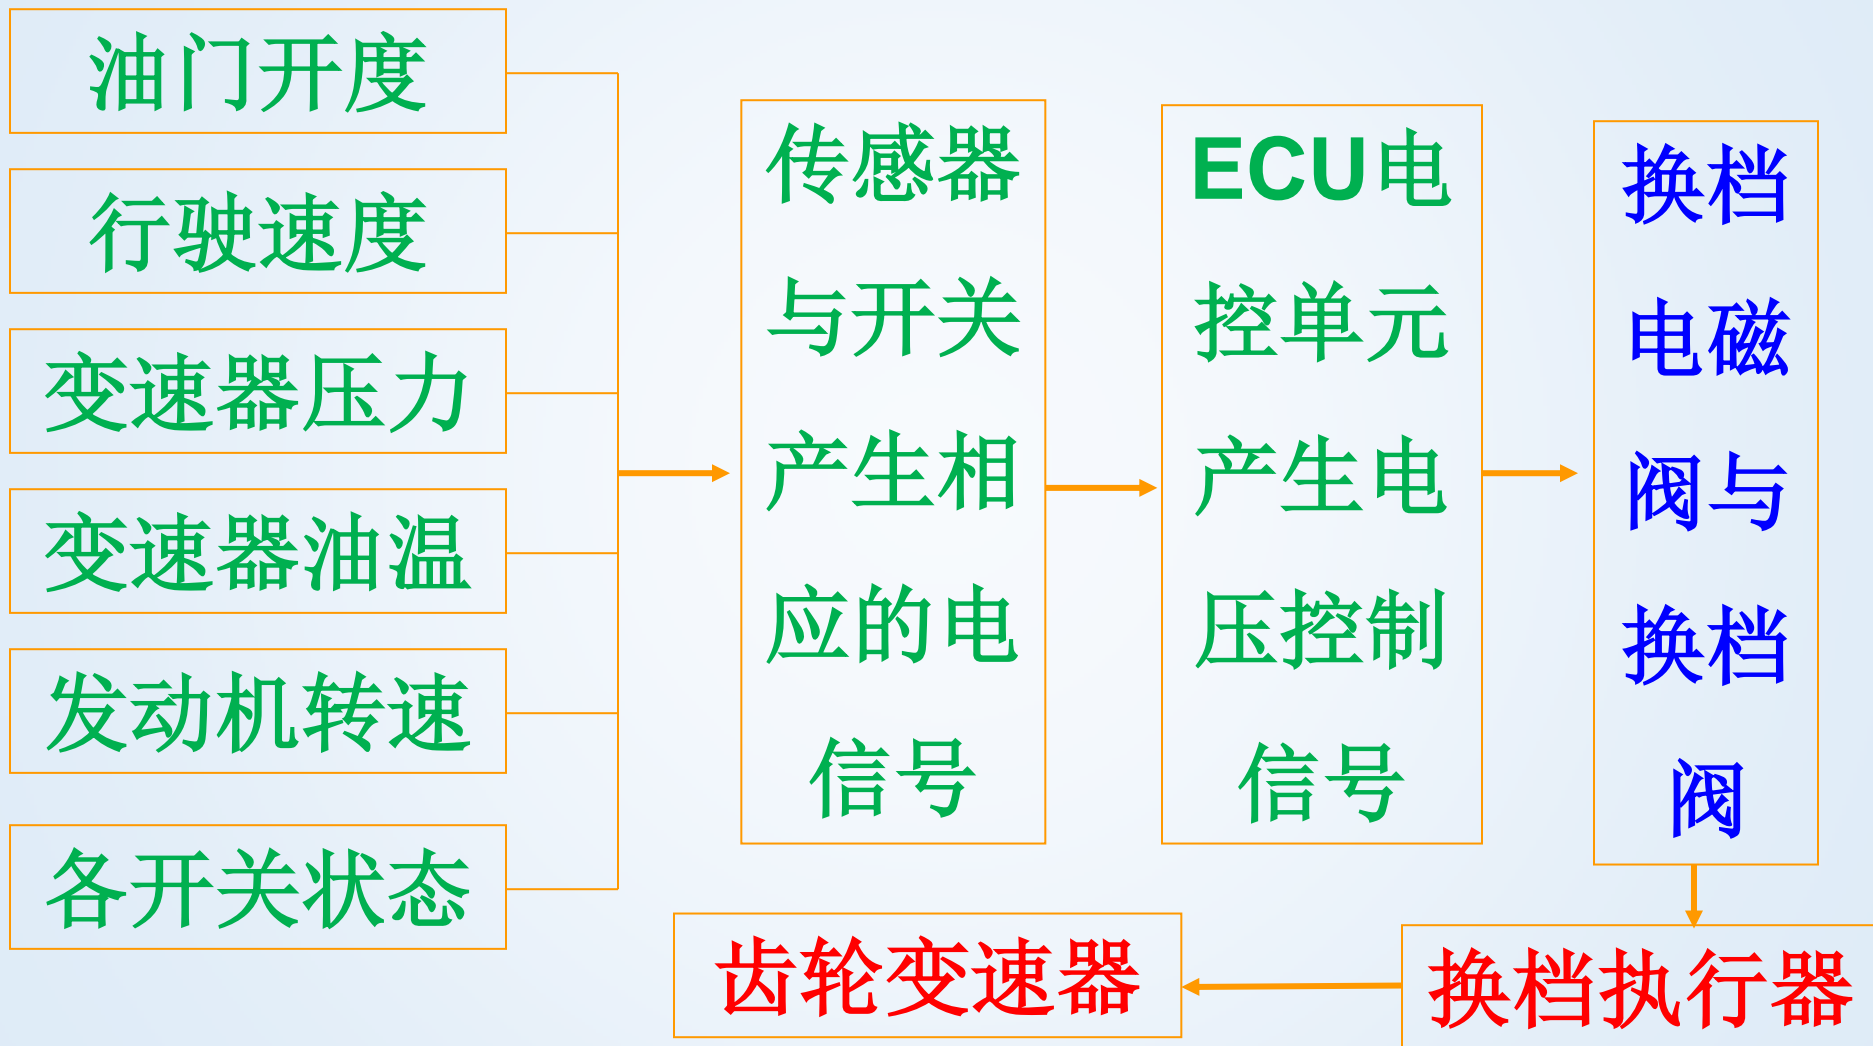 油门开度
行驶速度
变速器压力
变速器油温
发动机转速
各开关状态
传感器
与开关
产生相
应的电
信号
ECU电
控单元
产生电
压控制
信号
换档
电磁
阀与
换档
阀
换档执行器
齿轮变速器